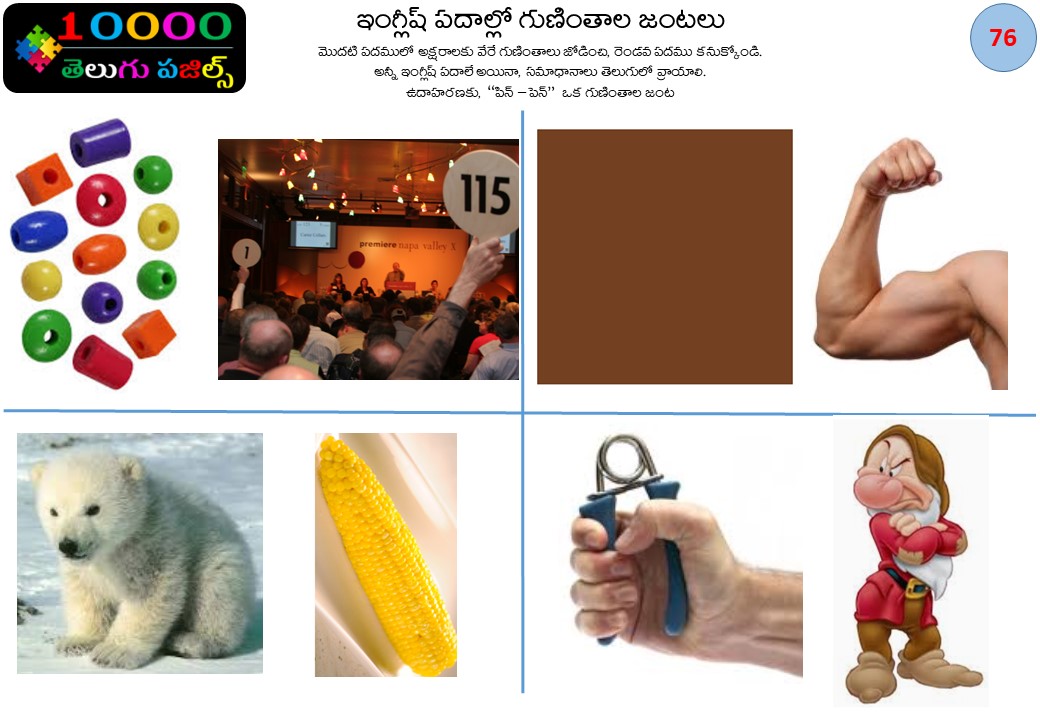 10000
తెలుగు పజిల్స్
ఇంగ్లీష్ పదాల్లో గుణింతాల జంటలు
76
మొదటి పదములో అక్షరాలకు వేరే గుణింతాలు జోడించి, రెండవ పదము కనుక్కోండి.
అన్ని ఇంగ్లీష్ పదాలే అయినా, సమాధానాలు తెలుగులో వ్రాయాలి.
ఉదాహరణకు, "పిన్ – పెన్" ఒక గుణింతాల జంట
115
1
premiere napa valley X